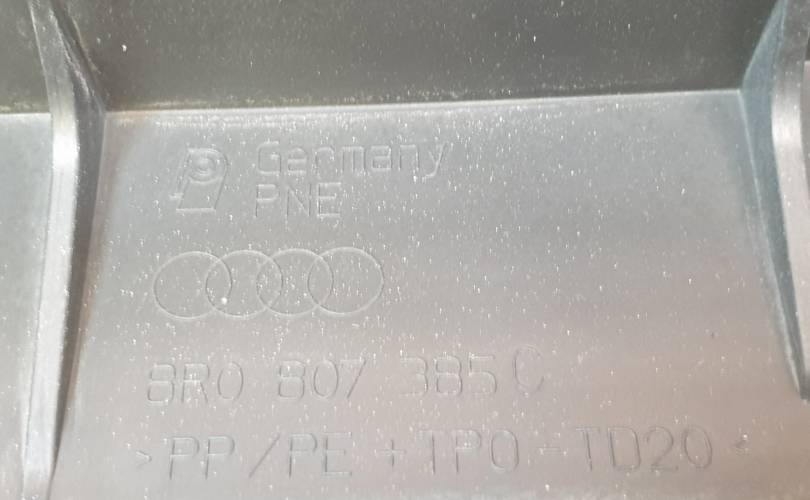 Germany
PNE
8R0 807 385 C
>PP/PE+TPO-TD20<